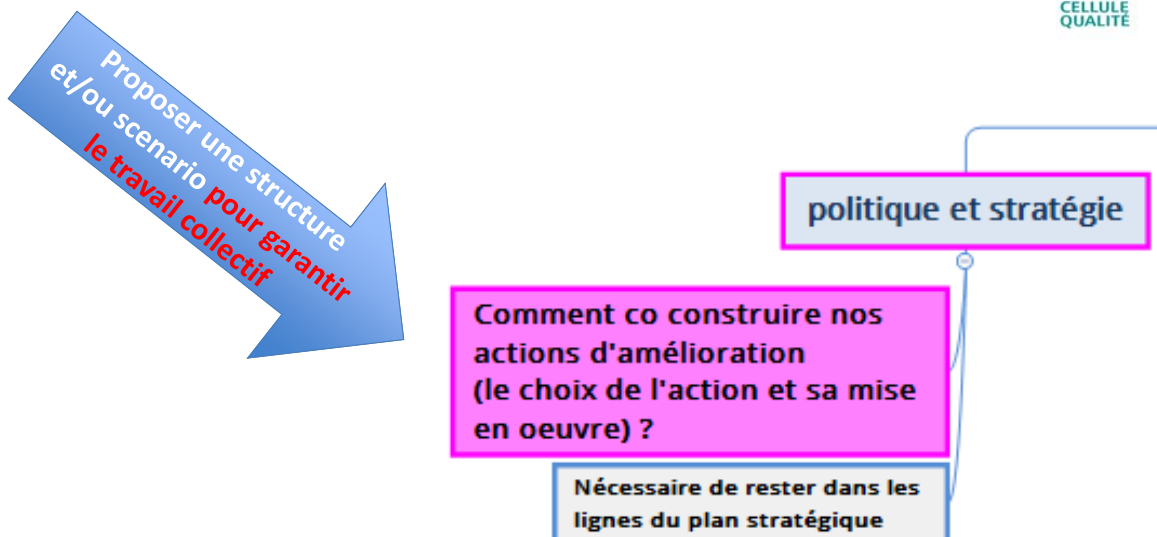 CELLULE
QUALITÉ
Proposer une structure
et/ou scenario pour garantir
le travail collectif
politique et stratégie
Comment co construire nos
actions d'amélioration
(le choix de l'action et sa mise
en oeuvre) ?
Nécessaire de rester dans les
lignes du plan stratégique